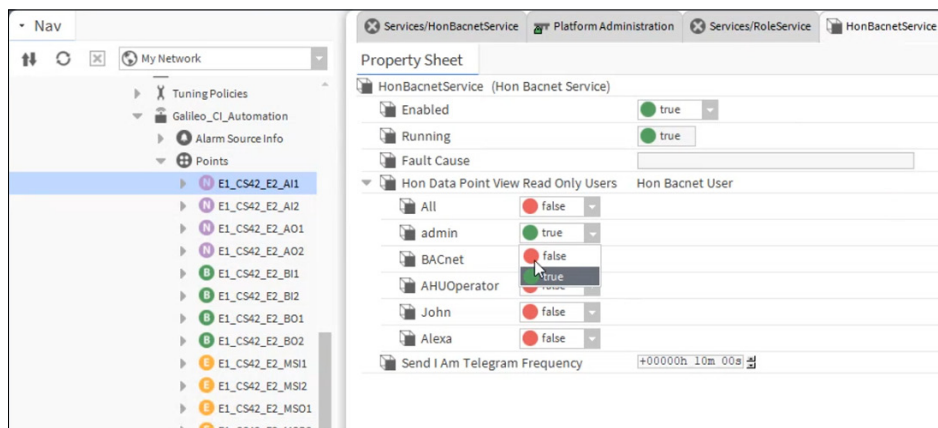 Nav
My Network
Tuning Policies
Galileo_CI_Automation
Alarm Source Info
Points
N E1_CS42_E2_AI1
N E1_CS42_E2_AI2
N E1_CS42_E2_AO1
N E1_CS42_E2_AO2
B E1_CS42_E2_BI1
B E1_CS42_E2_BI2
B E1_CS42_E2_BO1
B E1_CS42_E2_BO2
E E1_CS42_E2_MSI1
E E1_CS42_E2_MSI2
E E1_CS42_E2_MSO1
Services/HonBacnetService Platform Administration Services/RoleService HonBacnetService
Property Sheet
HonBacnetService (Hon Bacnet Service)
Enabled true
Running true
Fault Cause
Hon Data Point View Read Only Users Hon Bacnet User
All false
admin true
BACnet false
true
AHUOperator
John false
Alexa false
Send I Am Telegram Frequency +00000h 10m 00s